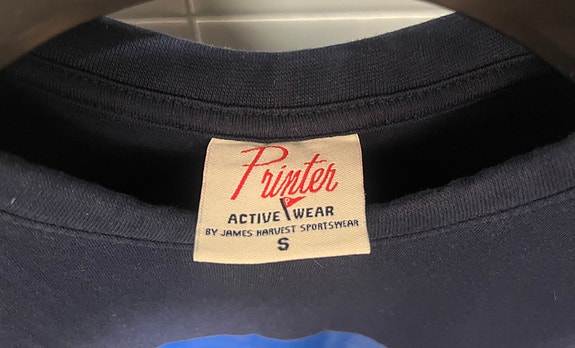 Printer
ACTIVE WEAR
BY JAMES HARVEST SPORTSWEAR
S